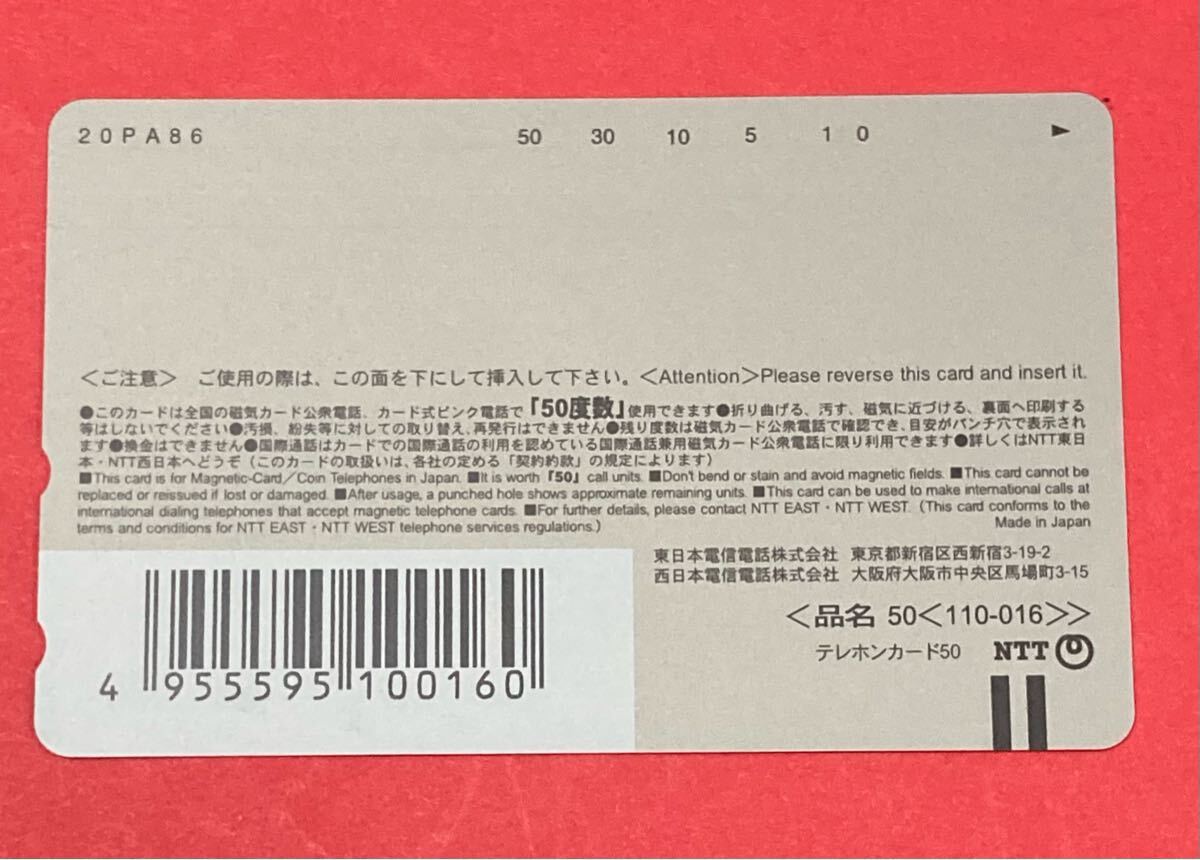 20PA86 50 30 10 5 1 0 ►
＜ご注意＞ ご使用の際は、この面を下にして挿入して下さい。＜Attention＞Please reverse this card and insert it.
●このカードは全国の磁気カード公衆電話、カード式ピンク電話で「50度数」使用できます●折り曲げる、汚す、磁気に近づける、裏面へ印刷する
等はしないでください●汚損、紛失等に対しての取り替え、再発行はできません●残り度数は磁気カード公衆電話で確認でき、目安がパンチ穴で表示され
ます●換金はできません●国際通話はカードでの国際通話の利用を認めている国際通話兼用磁気カード公衆電話に限り利用できます●詳しくはNTT東日
本・NTT西日本へどうぞ（このカードの取扱いは、各社の定める「契約約款」の規定によります）
■This card is for Magnetic-Card／Coin Telephones in Japan. ■It is worth「50」call units. ■Don't bend or stain and avoid magnetic fields. ■This card cannot be
replaced or reissued if lost or damaged. ■After usage, a punched hole shows approximate remaining units. ■This card can be used to make international calls at
international dialing telephones that accept magnetic telephone cards. ■For further details, please contact NTT EAST・NTT WEST.（This card conforms to the
terms and conditions for NTT EAST・NTT WEST telephone services regulations.）
Made in Japan
東日本電信電話株式会社 東京都新宿区西新宿3-19-2
西日本電信電話株式会社 大阪府大阪市中央区馬場町3-15
＜品名 50＜110-016＞＞
テレホンカード50 NTT
4 955595 100160